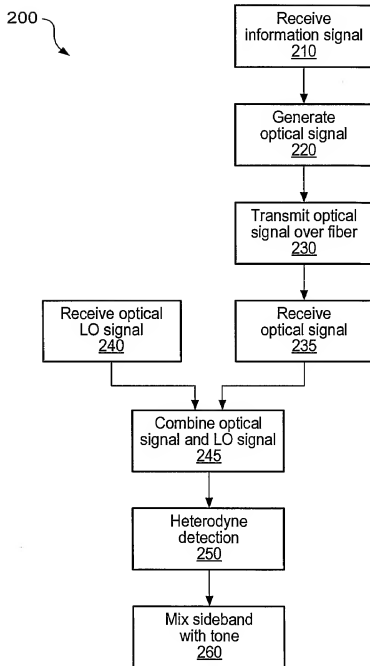 200
Receive
information signal
210
Generate
optical signal
220
Transmit optical
signal over fiber
230
Receive optical
LO signal
240
Receive
optical signal
235
Combine optical
signal and LO signal
245
Heterodyne
detection
250
Mix sideband
with tone
260